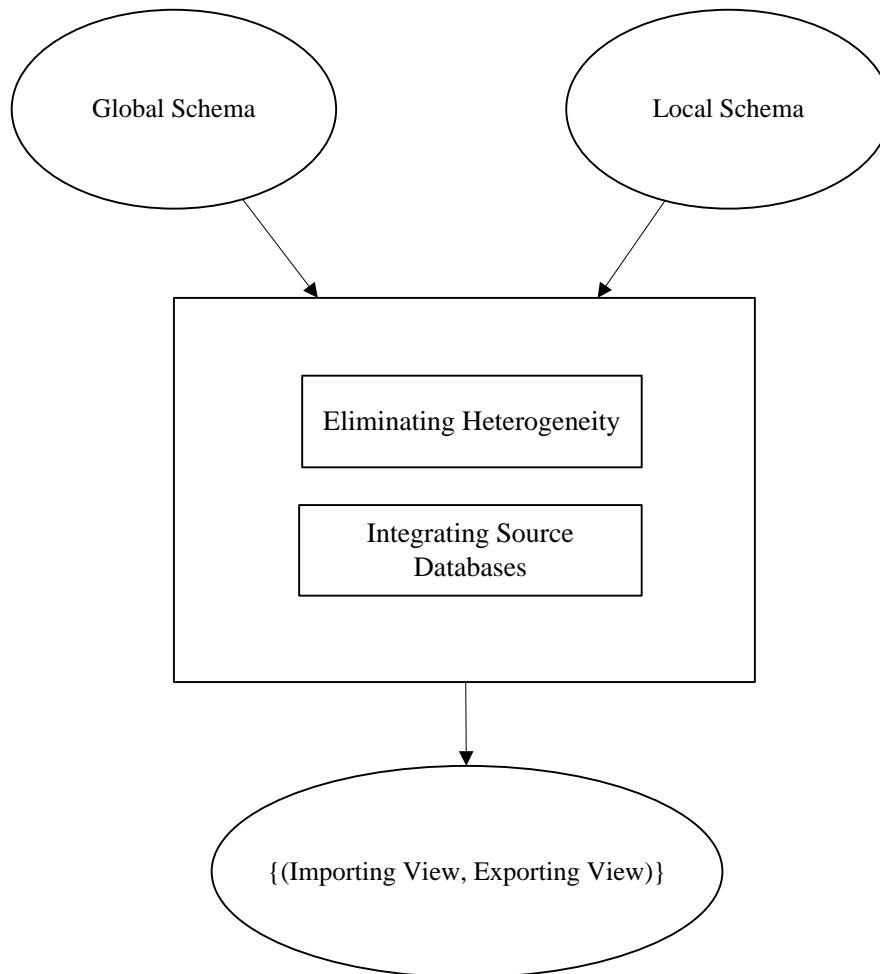 Global Schema
Local Schema
Eliminating Heterogeneity
Integrating Source
Databases
{(Importing View, Exporting View)}